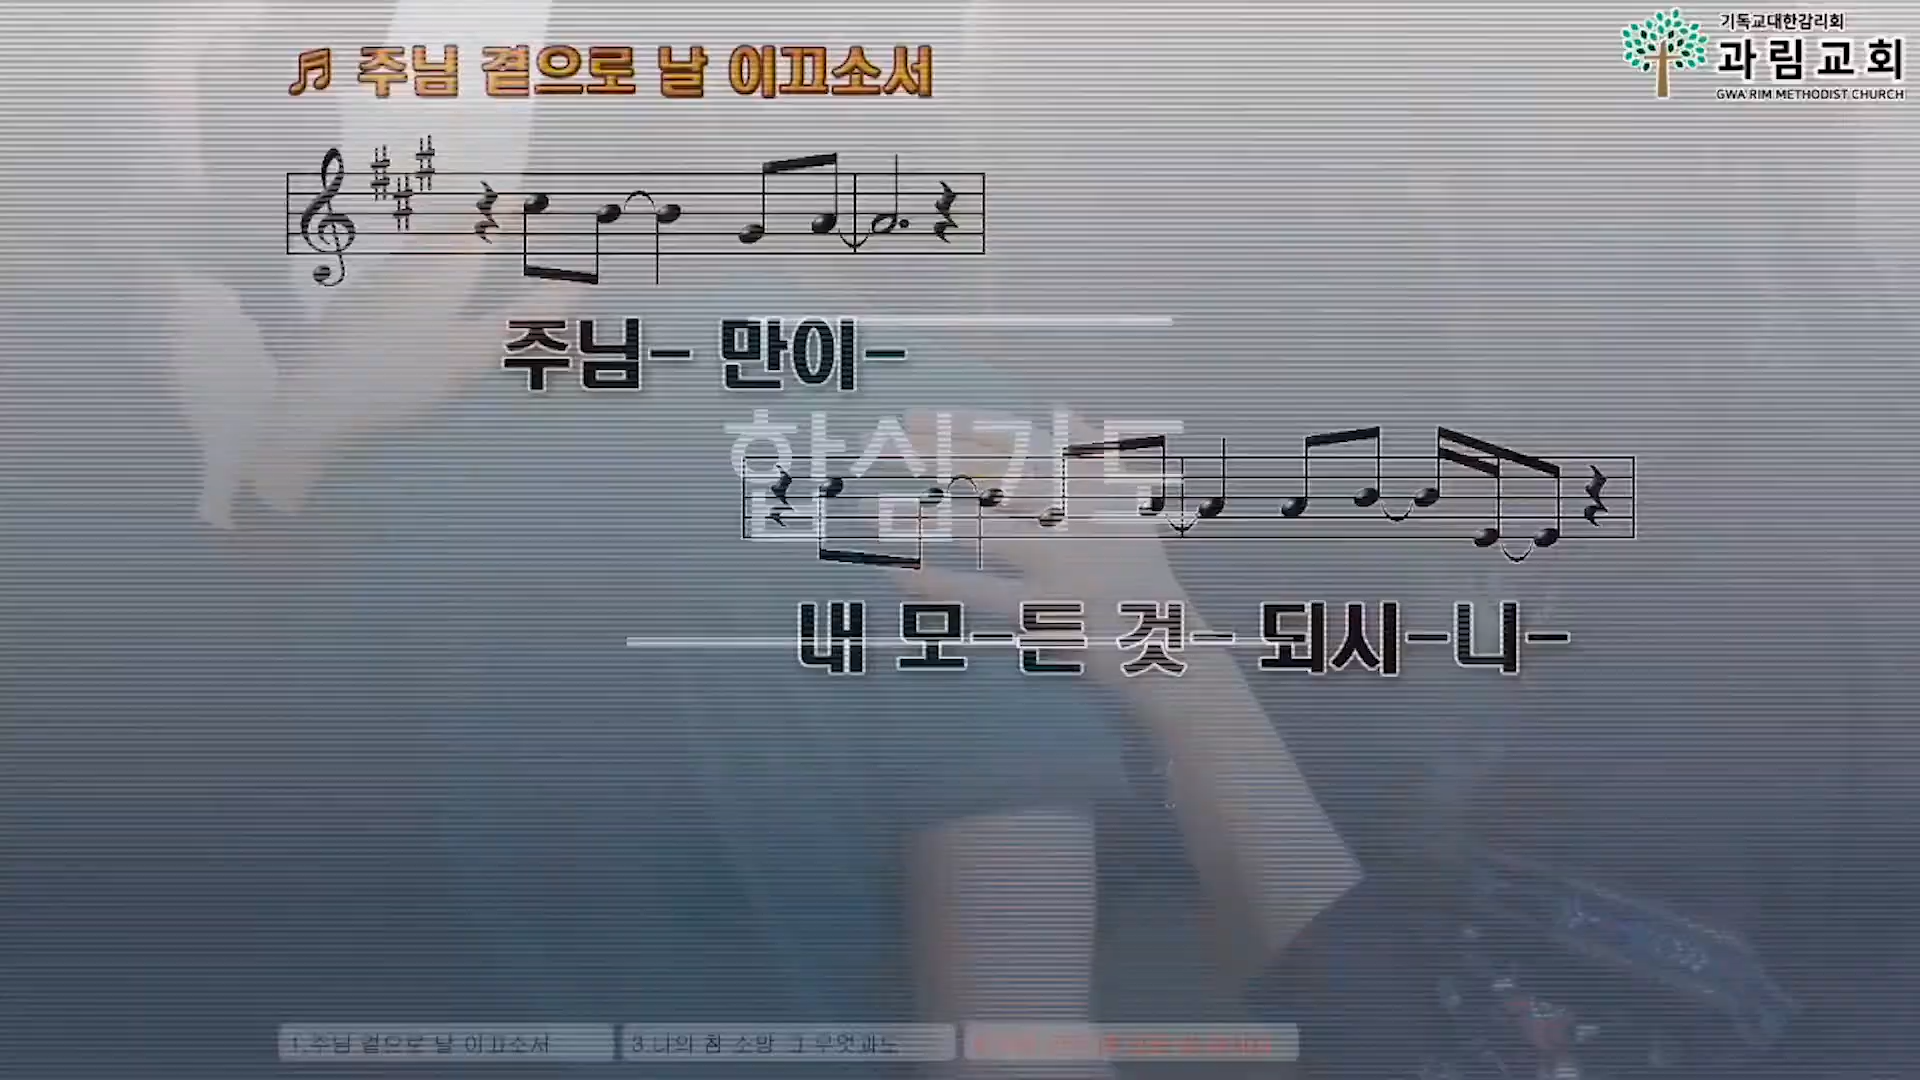 ♬ 주님 곁으로 날 이끄소서
기독교대한감리회
과림교회
GWA RIM METHODIST CHURCH
주님- 만이-
합심기도
내 모-든 것- 되시-니-
1.주님 곁으로 날 이끄소서
3.나의 참 소망 그 무엇과도